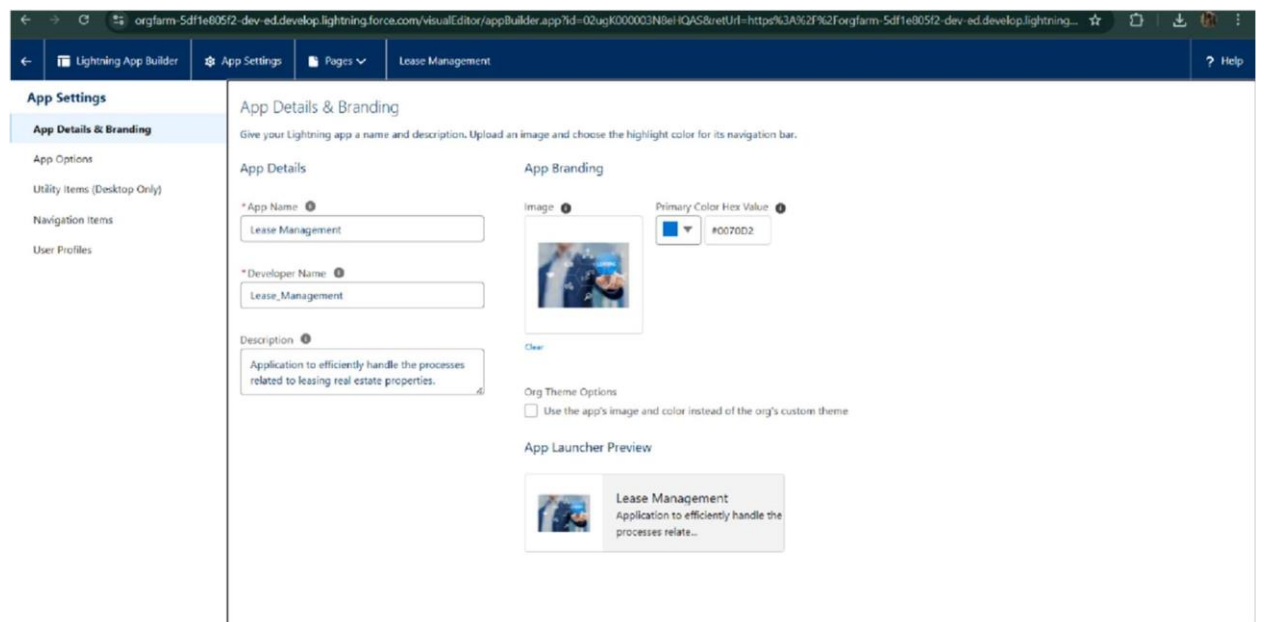 orgfarm-5df1e805f2-dev-ed.develop.lightning.force.com/visualEditor/appBuilder.app?id=02ugK000003N8eHQAS&retUrl=https%3A%2F%2Forgfarm-5df1e805f2-dev-ed.develop.lightning...
Lightning App Builder App Settings Pages Lease Management ? Help
App Settings
App Details & Branding
App Options
Utility Items (Desktop Only)
Navigation Items
User Profiles
App Details & Branding
Give your Lightning app a name and description. Upload an image and choose the highlight color for its navigation bar.
App Details
*App Name
Lease Management
*Developer Name
Lease_Management
Description
Application to efficiently handle the processes
related to leasing real estate properties.
App Branding
Image
Primary Color Hex Value
#0070D2
Clear
Org Theme Options
Use the app's image and color instead of the org's custom theme
App Launcher Preview
Lease Management
Application to efficiently handle the
processes relate...